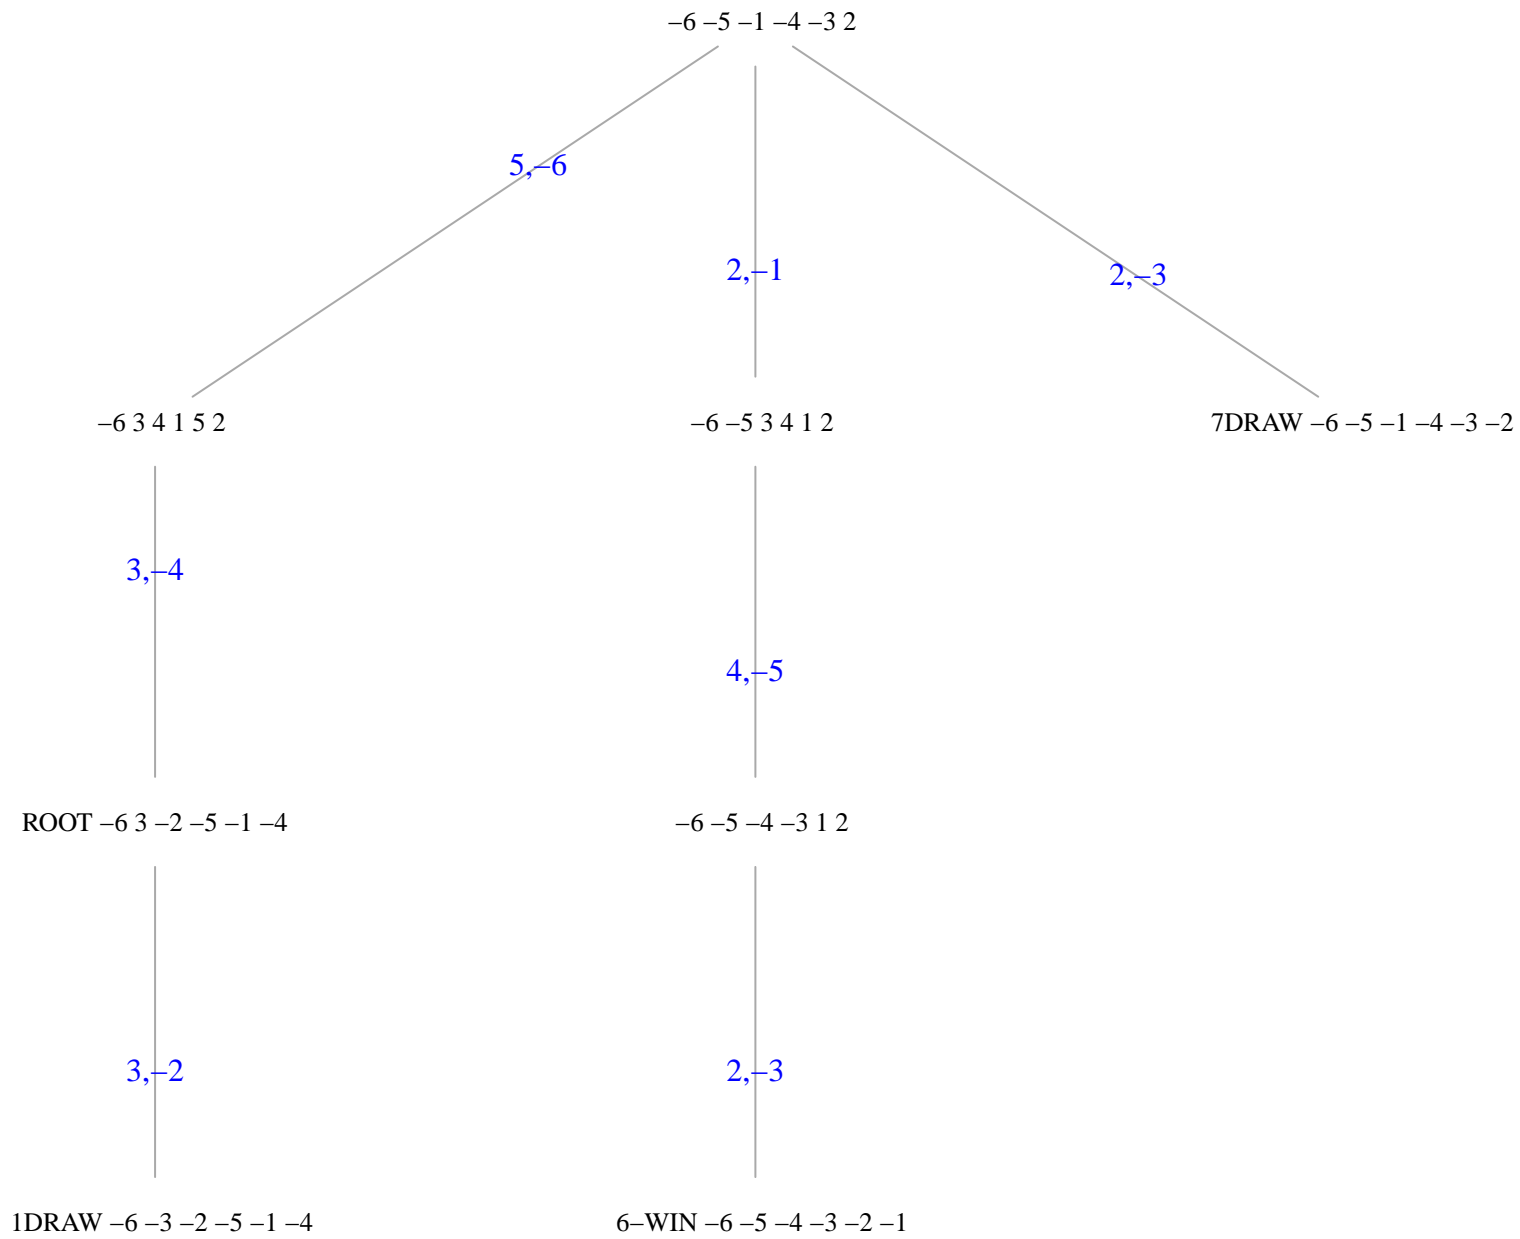 –6 –5 –1 –4 –3 2
5,–6
2,–1
2,–3
–6 3 4 1 5 2
–6 –5 3 4 1 2
7DRAW –6 –5 –1 –4 –3 –2
3,–4
4,–5
ROOT –6 3 –2 –5 –1 –4
–6 –5 –4 –3 1 2
3,–2
2,–3
1DRAW –6 –3 –2 –5 –1 –4
6–WIN –6 –5 –4 –3 –2 –1